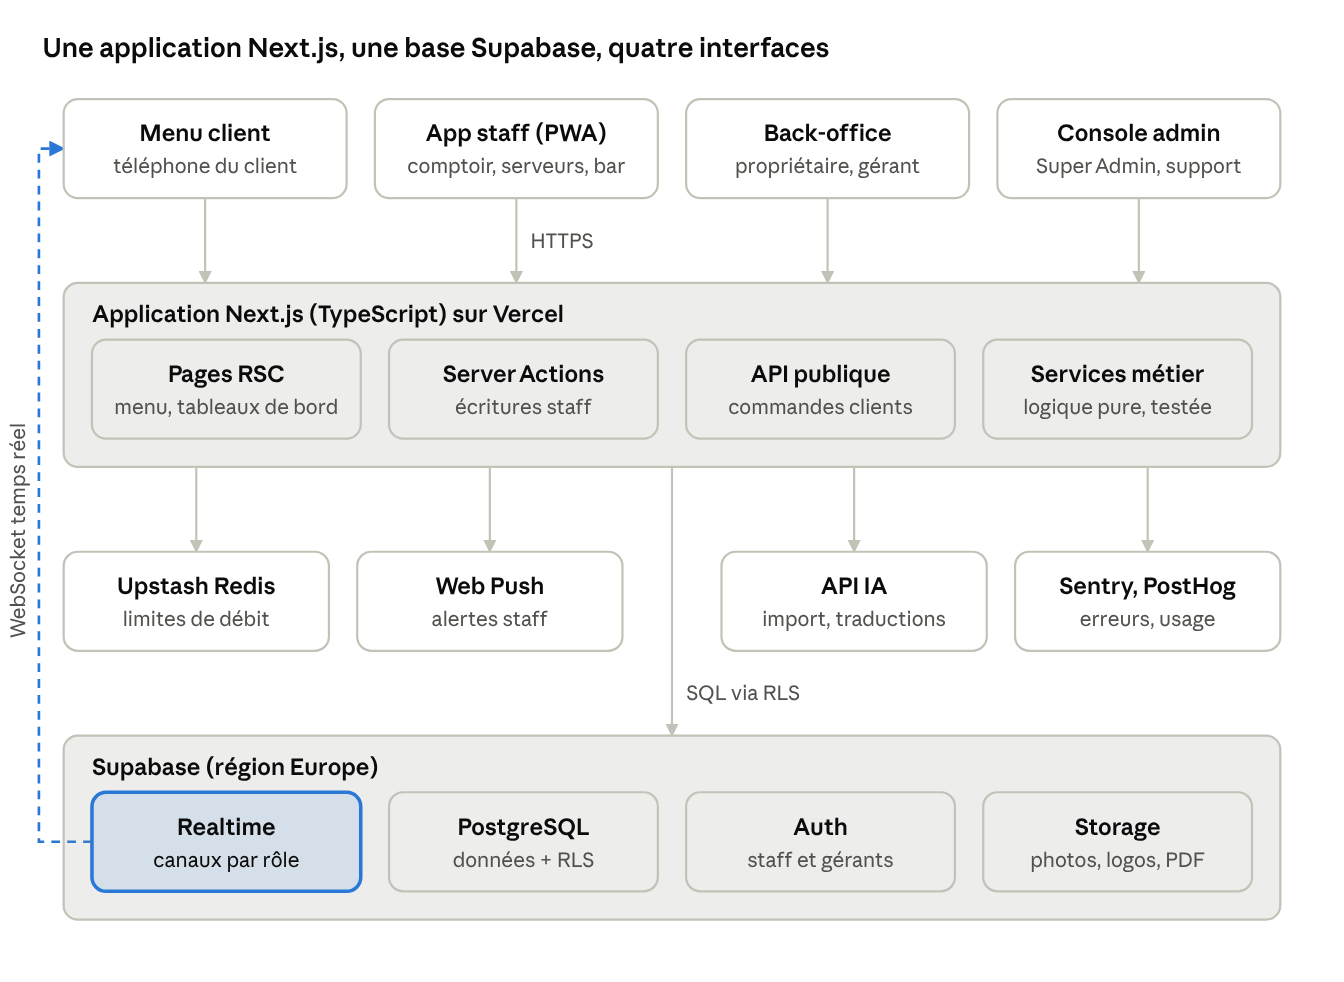 Une application Next.js, une base Supabase, quatre interfaces
Menu client
téléphone du client
App staff (PWA)
comptoir, serveurs, bar
Back-office
propriétaire, gérant
Console admin
Super Admin, support
HTTPS
Application Next.js (TypeScript) sur Vercel
Pages RSC
menu, tableaux de bord
Server Actions
écritures staff
API publique
commandes clients
Services métier
logique pure, testée
WebSocket temps réel
Upstash Redis
limites de débit
Web Push
alertes staff
API IA
import, traductions
Sentry, PostHog
erreurs, usage
SQL via RLS
Supabase (région Europe)
Realtime
canaux par rôle
PostgreSQL
données + RLS
Auth
staff et gérants
Storage
photos, logos, PDF